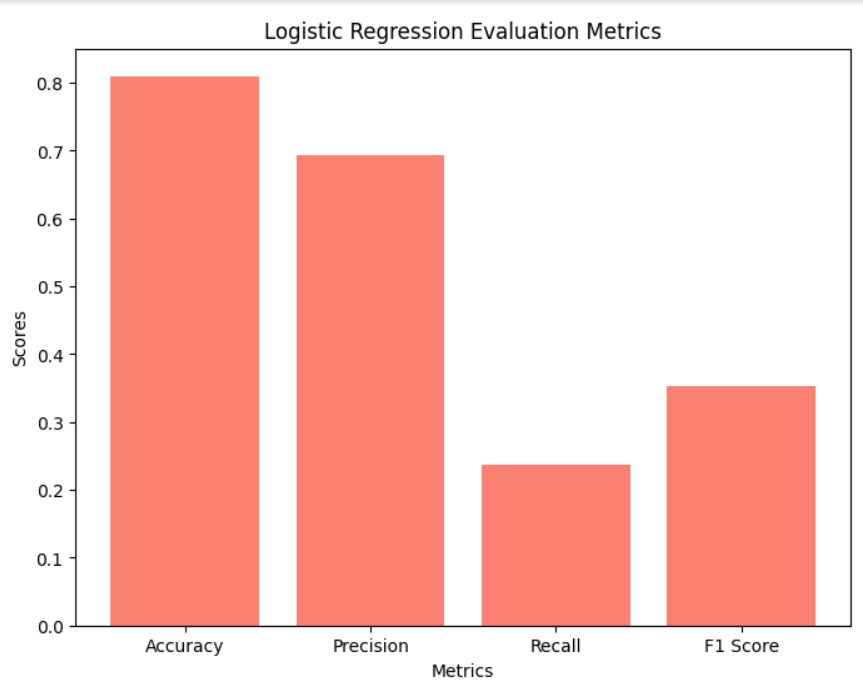 Logistic Regression Evaluation Metrics
Scores
0.8
0.7
0.6
0.5
0.4
0.3
0.2
0.1
0.0
Accuracy Precision Recall F1 Score
Metrics